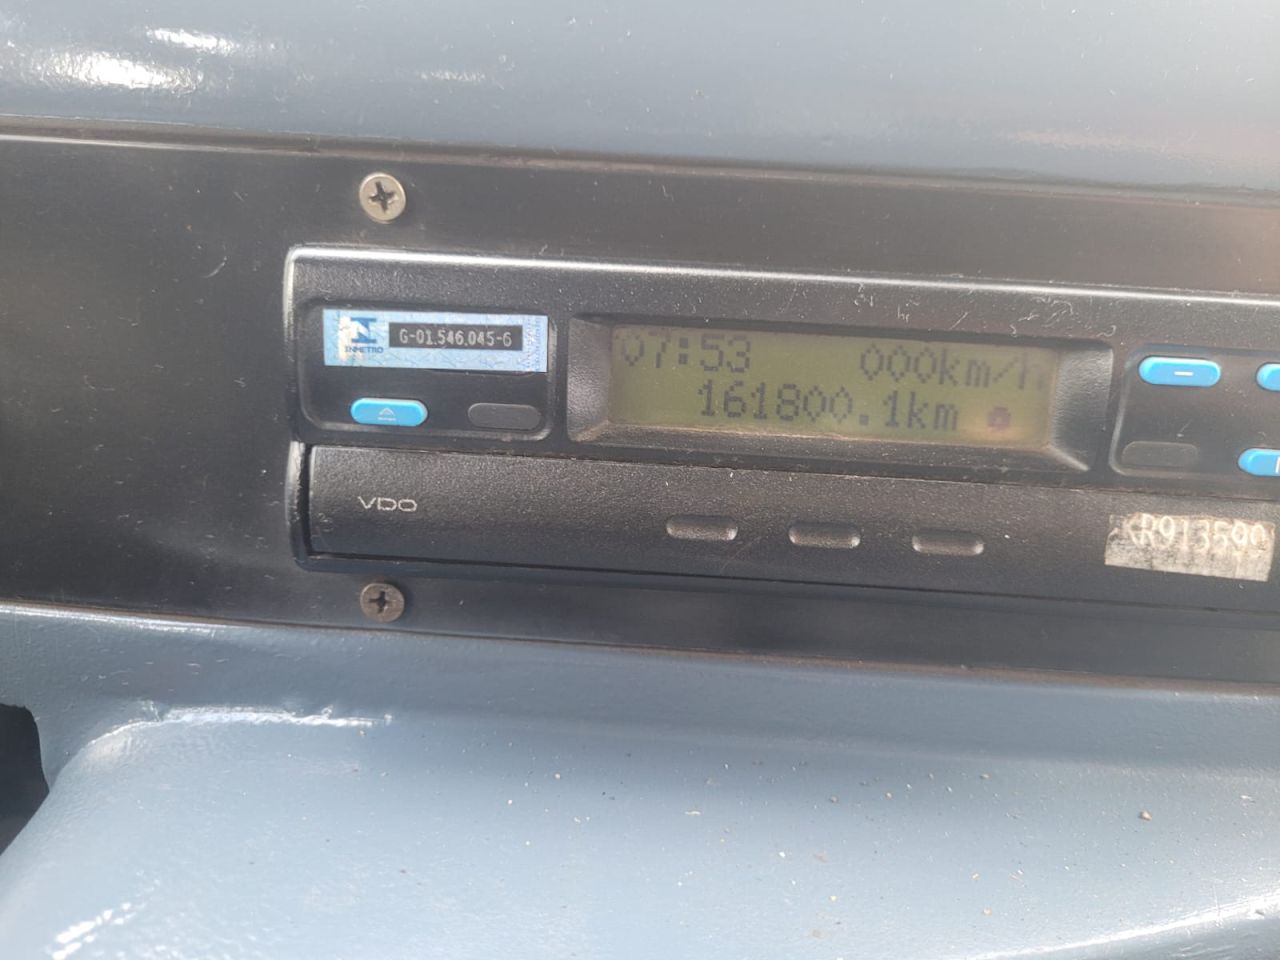 INMETRO
G-01.546.045-6
07:53 000km/h
161800.1km
VDO
KR913590